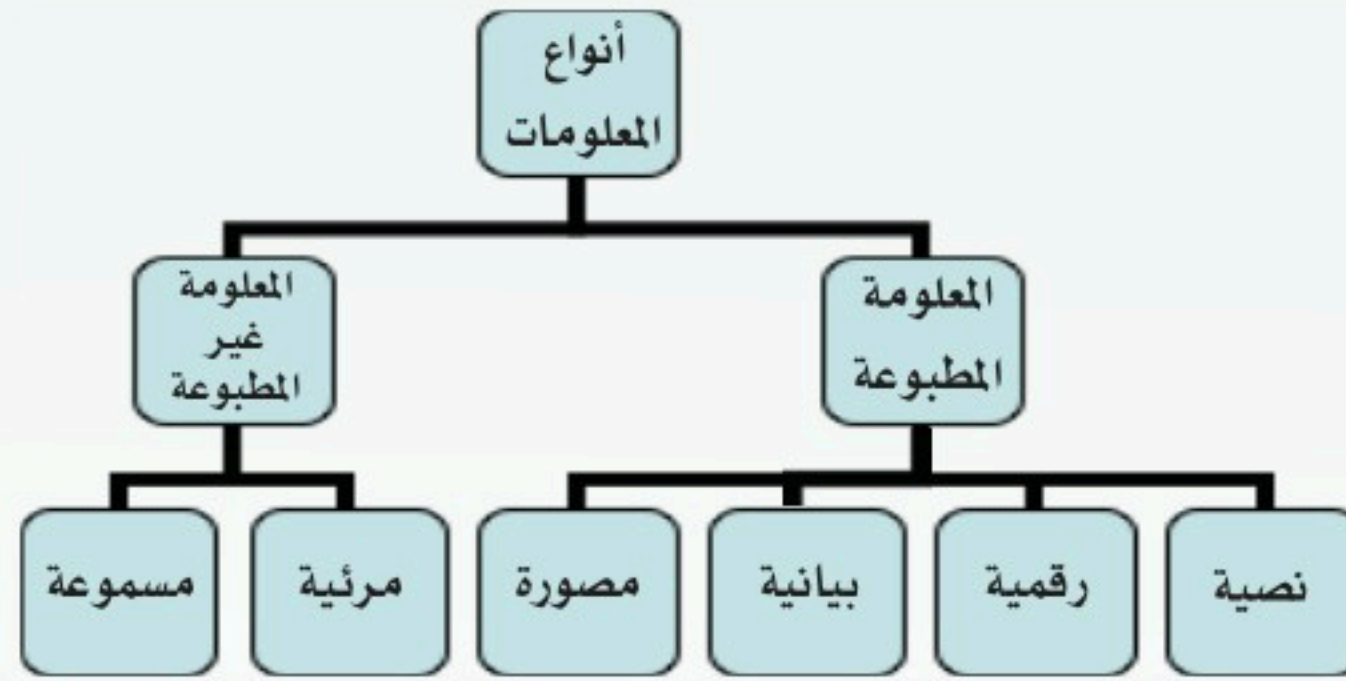 أنواع
المعلومات
المعلومة
المطبوعة
المعلومة
غير
المطبوعة
نصية
رقمية
بيانية
مصورة
مرئية
مسموعة